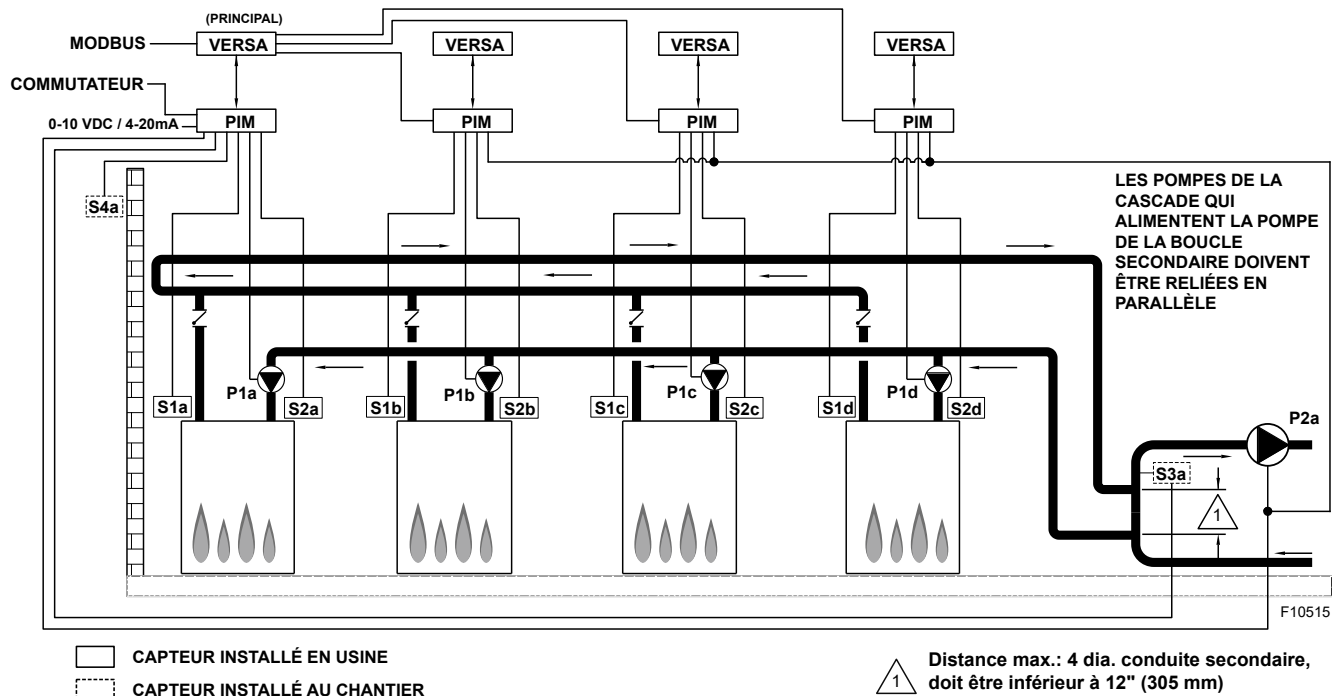 (PRINCIPAL)
MODBUS
VERSA
VERSA
VERSA
VERSA
COMMUTATEUR
0-10 VDC / 4-20mA
PIM
PIM
PIM
PIM
S4a
LES POMPES DE LA
CASCADE QUI
ALIMENTENT LA POMPE
DE LA BOUCLE
SECONDAIRE DOIVENT
ÊTRE RELIÉES EN
PARALLÈLE
S1a
P1a
S2a
S1b
P1b
S2b
S1c
P1c
S2c
S1d
P1d
S2d
P2a
S3a
1
F10515
CAPTEUR INSTALLÉ EN USINE
CAPTEUR INSTALLÉ AU CHANTIER
1
Distance max.: 4 dia. conduite secondaire,
doit être inférieur à 12" (305 mm)